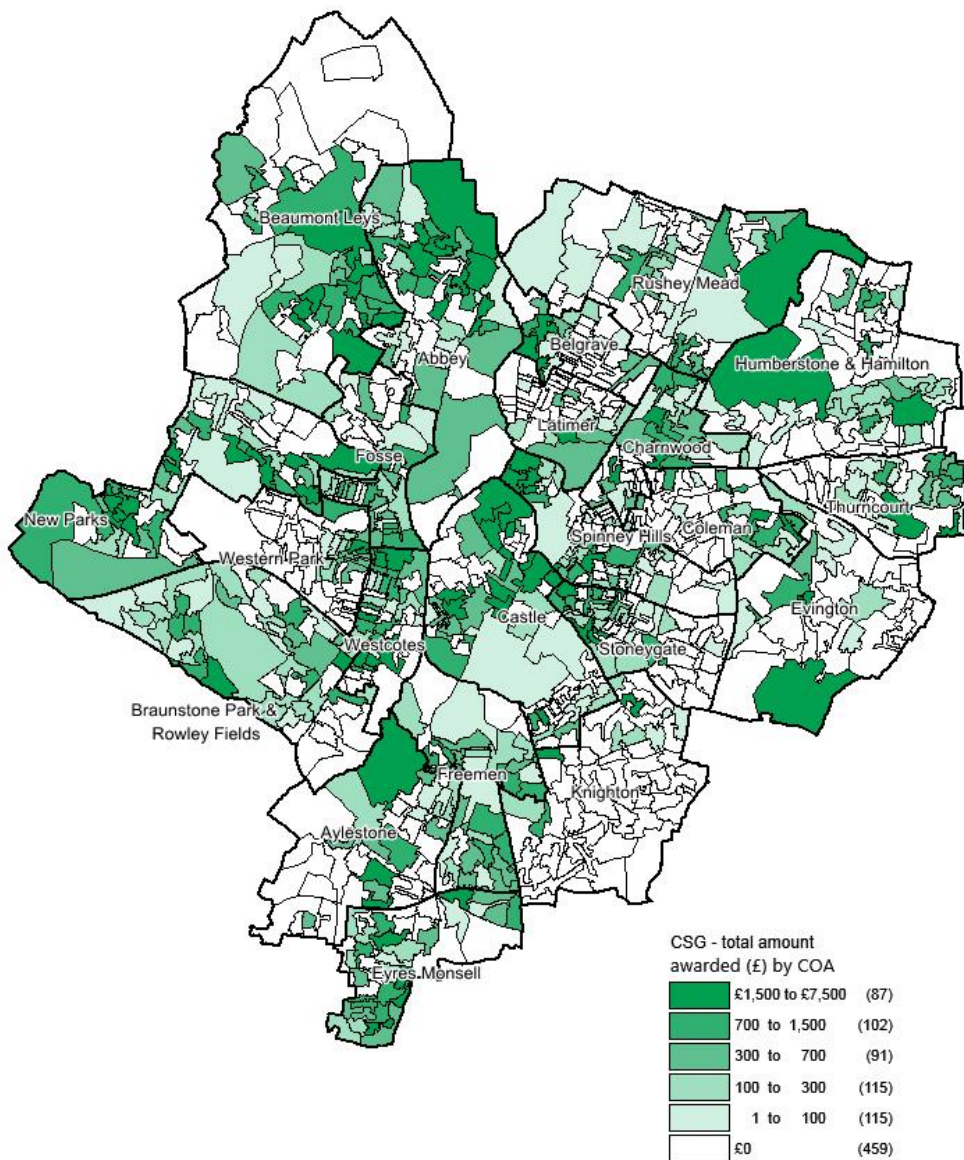 Beaumont Leys
Rushey Mead
Belgrave
Abbey
Humberstone & Hamilton
Latimer
Charnwood
Fosse
New Parks
Thurncourt
Coleman
Spinney Hills
Western Park
Evington
Castle
Westcotes
Stoneygate
Braunstone Park &
Rowley Fields
Freemen
Knighton
Aylestone
Eyres Monsell
CSG - total amount
awarded (£) by COA
£1,500 to £7,500 (87)
700 to 1,500 (102)
300 to 700 (91)
100 to 300 (115)
1 to 100 (115)
£0 (459)